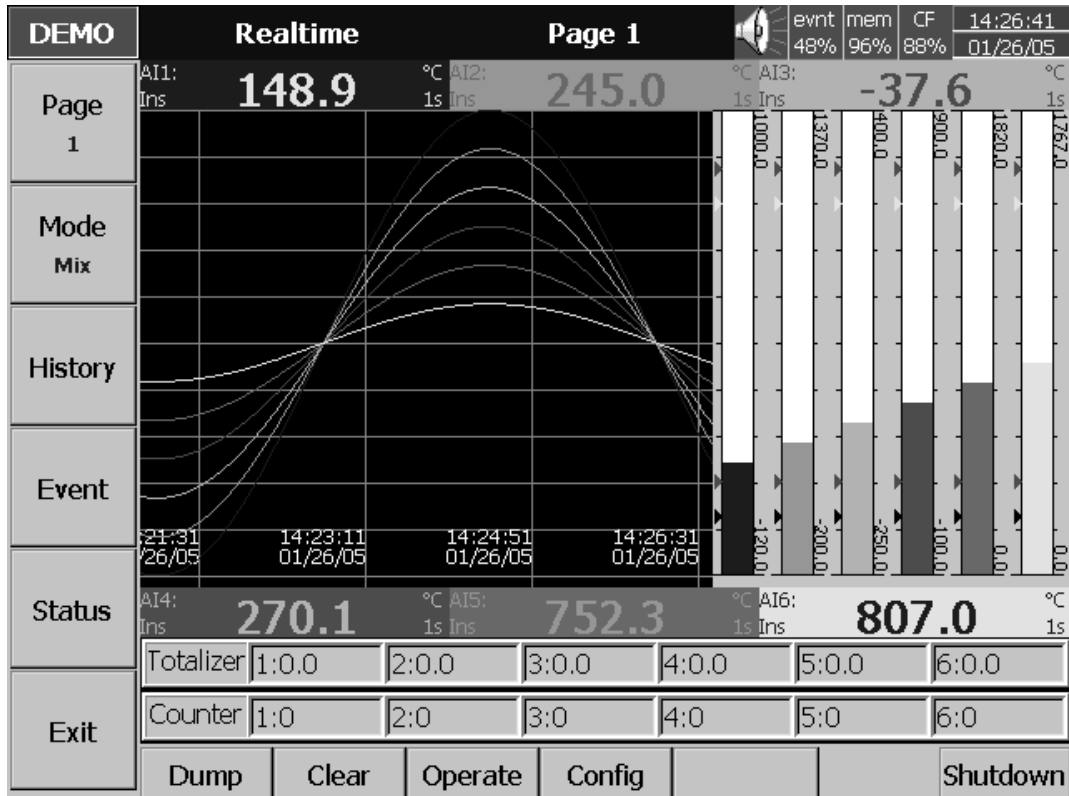 DEMO
Realtime
Page 1
evnt
48%
mem
96%
CF
88%
14:26:41
01/26/05
Page
1
Mode
Mix
History
Event
Status
Exit
AI1:
Ins
148.9
°C
1s
AI2:
Ins
245.0
°C
1s
AI3:
Ins
-37.6
°C
1s
1000.0
1370.0
400.0
900.0
1820.0
1767.0
-120.0
-200.0
-250.0
-100.0
0.0
0.0
:21:31
/26/05
14:23:11
01/26/05
14:24:51
01/26/05
14:26:31
01/26/05
AI4:
Ins
270.1
°C
1s
AI5:
Ins
752.3
°C
1s
AI6:
Ins
807.0
°C
1s
Totalizer 1:0.0 2:0.0 3:0.0 4:0.0 5:0.0 6:0.0
Counter 1:0 2:0 3:0 4:0 5:0 6:0
Dump Clear Operate Config Shutdown